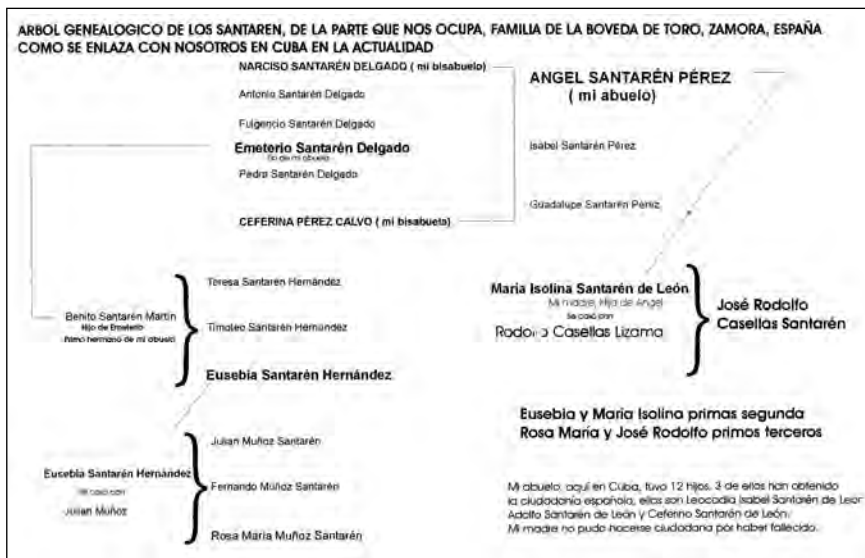 ARBOL GENEALOGICO DE LOS SANTAREN, DE LA PARTE QUE NOS OCUPA, FAMILIA DE LA BOVEDA DE TORO, ZAMORA, ESPAÑA
COMO SE ENLAZA CON NOSOTROS EN CUBA EN LA ACTUALIDAD
NARCISO SANTARÉN DELGADO ( mi bisabuelo)
Antonio Santarén Delgado
Fulgencio Santarén Delgado
Emeterio Santarén Delgado
tio de mi abuelo
Pedro Santarén Delgado
CEFERINA PÉREZ CALVO ( mi bisabuela)
ANGEL SANTARÉN PÉREZ
( mi abuelo)
Isabel Santarén Pérez
Guadalupe Santarén Pérez
Benito Santarén Martín
Hijo de Emeterio
Primo hermano de mi abuelo
Teresa Santarén Hernández
Timoteo Santarén Hernández
Eusebia Santarén Hernández
Maria Isolina Santarén de León
Mi madre, Hija de Angel
se casó con
Rodolfo Casellas Lizama
José Rodolfo
Casellas Santarén
Eusebia Santarén Hernández
se casó con
Julian Muñoz
Julian Muñoz Santarén
Fernando Muñoz Santarén
Rosa Maria Muñoz Santarén
Eusebia y Maria Isolina primas segunda
Rosa María y José Rodolfo primos terceros
Mi abuelo, aquí en Cuba, tuvo 12 hijos, 3 de ellos han obtenido
la ciudadanía española, ellos son Leocadia Isabel Santarén de León
Adolfo Santarén de León y Ceferino Santarén de León.
Mi madre no pudo hacerse ciudadana por haber fallecido.